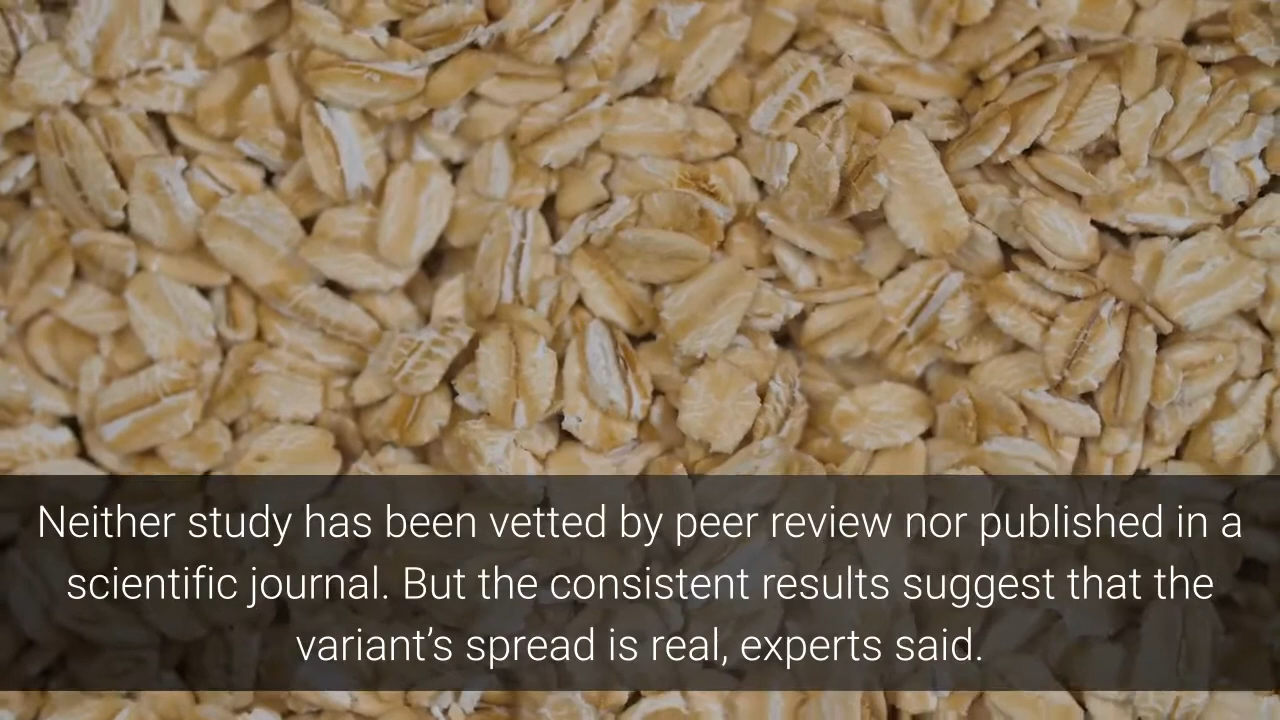 Neither study has been vetted by peer review nor published in a
scientific journal. But the consistent results suggest that the
variant’s spread is real, experts said.